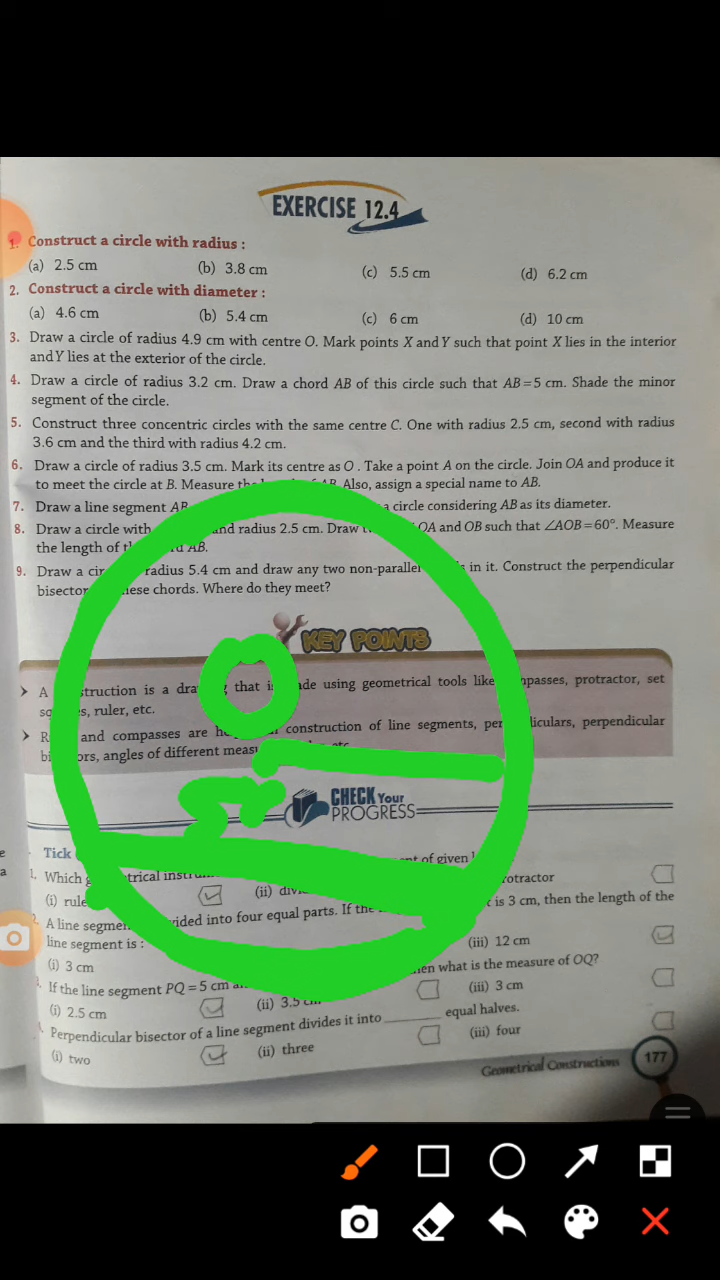 EXERCISE 12.4
1. Construct a circle with radius :
(a) 2.5 cm (b) 3.8 cm (c) 5.5 cm (d) 6.2 cm
2. Construct a circle with diameter :
(a) 4.6 cm (b) 5.4 cm (c) 6 cm (d) 10 cm
3. Draw a circle of radius 4.9 cm with centre O. Mark points X and Y such that point X lies in the interior
and Y lies at the exterior of the circle.
4. Draw a circle of radius 3.2 cm. Draw a chord AB of this circle such that AB = 5 cm. Shade the minor
segment of the circle.
5. Construct three concentric circles with the same centre C. One with radius 2.5 cm, second with radius
3.6 cm and the third with radius 4.2 cm.
6. Draw a circle of radius 3.5 cm. Mark its centre as O . Take a point A on the circle. Join OA and produce it
to meet the circle at B. Measure AB. Also, assign a special name to AB.
7. Draw a line segment AB circle considering AB as its diameter.
8. Draw a circle with and radius 2.5 cm. Draw OA and OB such that ∠AOB = 60°. Measure
the length of AB.
9. Draw a radius 5.4 cm and draw any two non-parallel in it. Construct the perpendicular
bisector these chords. Where do they meet?
KEY POINTS
➤ A is a that made using geometrical tools like protractor, set
ruler, etc.
➤ and compasses are construction of line segments, perpendicular
angles of different
CHECK Your
PROGRESS
Tick
1. Which of given
(i) (ii) protractor
2. A line divided into four equal parts. If the is 3 cm, then the length of the
line segment is :
(i) 3 cm (iii) 12 cm
If the line segment PQ = 5 cm what is the measure of OQ?
(i) 2.5 cm (ii) 3.5 (iii) 3 cm
Perpendicular bisector of a line segment divides it into ________ equal halves.
(i) two (ii) three (iii) four
Geometrical Constructions 177